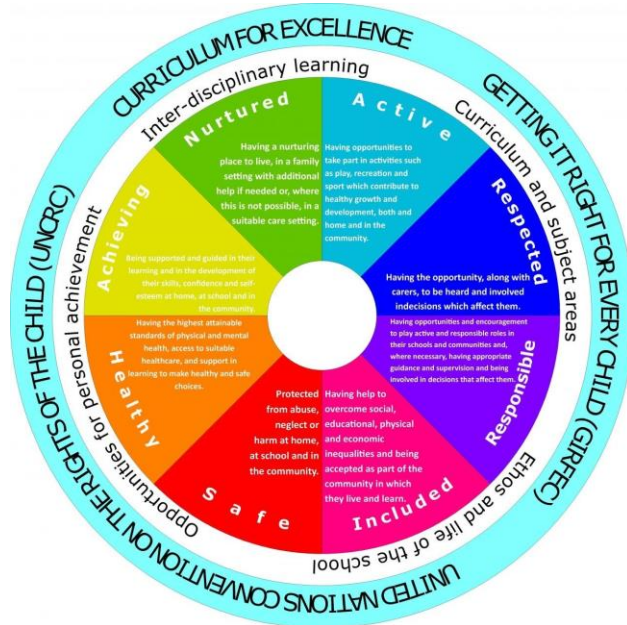 CURRICULUM FOR EXCELLENCE
GETTING IT RIGHT FOR EVERY CHILD (GIRFEC)
UNITED NATIONS CONVENTION ON THE RIGHTS OF THE CHILD (UNCRC)
Inter-disciplinary learning
Curriculum and subject areas
Ethos and life of the school
Opportunities for personal achievement
Nurtured
Having a nurturing
place to live, in a family
setting with additional
help if needed or, where
this is not possible, in a
suitable care setting.
Active
Having opportunities to
take part in activities such
as play, recreation and
sport which contribute to
healthy growth and
development, both and
home and in the
community.
Respected
Having the opportunity, along with
carers, to be heard and involved
indecisions which affect them.
Responsible
Having opportunities and encouragement
to play active and responsible roles in
their schools and communities and,
where necessary, having appropriate
guidance and supervision and being
involved in decisions that affect them.
Included
Having help to
overcome social,
educational, physical
and economic
inequalities and being
accepted as part of the
community in which
they live and learn.
Safe
Protected
from abuse,
neglect or
harm at home,
at school and in
the community.
Healthy
Having the highest attainable
standards of physical and mental
health, access to suitable
healthcare, and support in
learning to make healthy and safe
choices.
Achieving
Being supported and guided in their
learning and in the development of
their skills, confidence and self-
esteem at home, at school and in
the community.